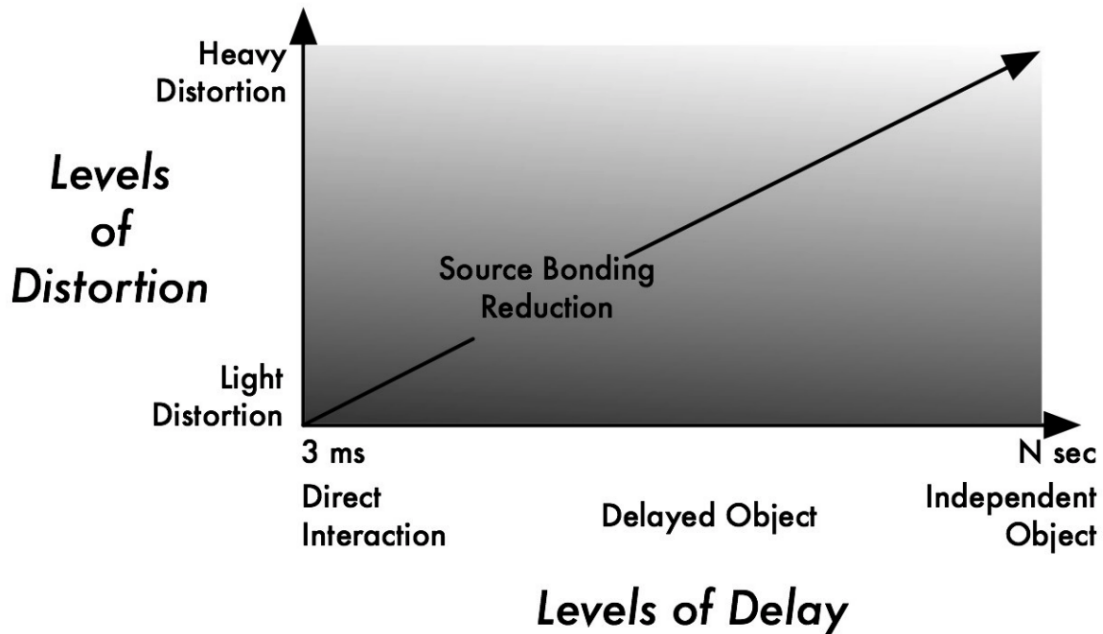 Heavy
Distortion
Levels
of
Distortion
Source Bonding
Reduction
Light
Distortion
3 ms
N sec
Direct
Interaction
Delayed Object
Independent
Object
Levels of Delay